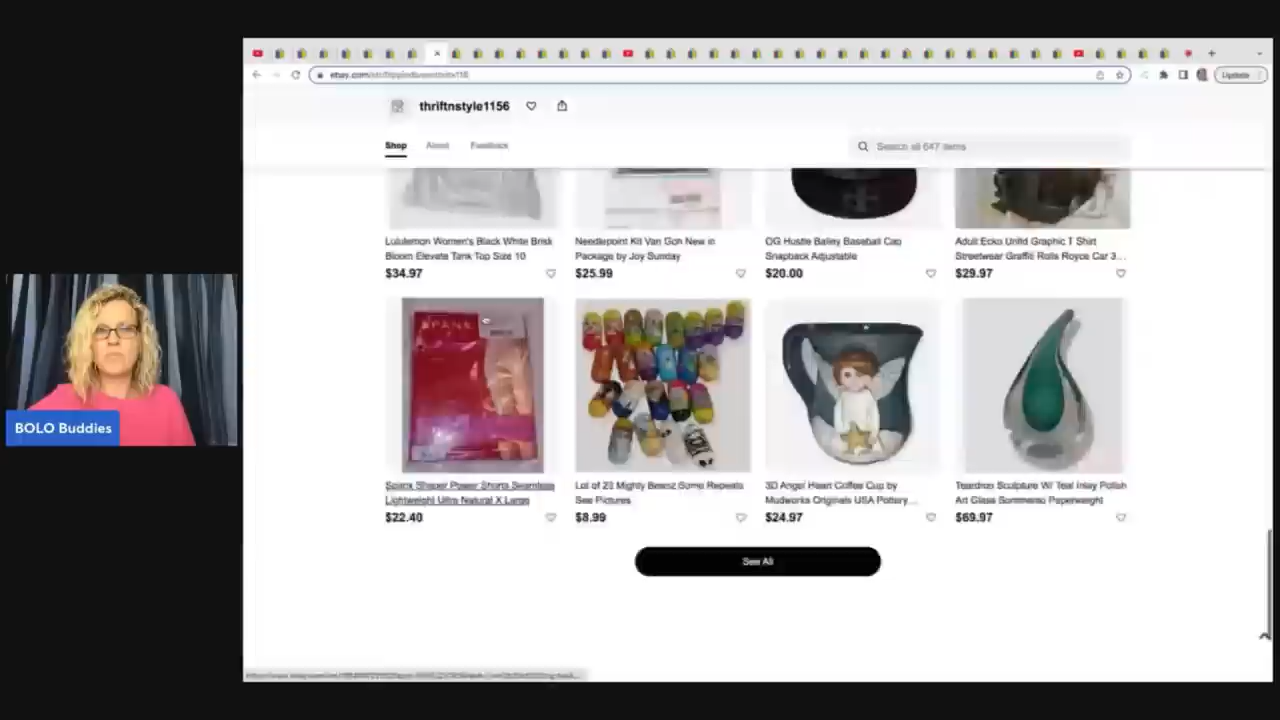 thriftnstyle1156
Shop About Feedback
Search all 647 items
Lululemon Women's Black White Brisk
Bloom Elevate Tank Top Size 10
$34.97
Needlepoint Kit Van Goh New in
Package by Joy Sunday
$25.99
OG Hustle Bailey Baseball Cap
Snapback Adjustable
$20.00
Adult Ecko Unltd Graphic T Shirt
Streetwear Graffiti Rolls Royce Car 3...
$29.97
SPANX
Spanx Shaper Power Shorts Seamless
Lightweight Ultra Natural X Large
$22.40
Lot of 23 Mighty Beanz Some Repeats
See Pictures
$8.99
3D Angel Heart Coffee Cup by
Mudworks Originals USA Pottery...
$24.97
Teardrop Sculpture W/ Teal Inlay Polish
Art Glass Sommerso Paperweight
$69.97
See All
BOLO Buddies
Update